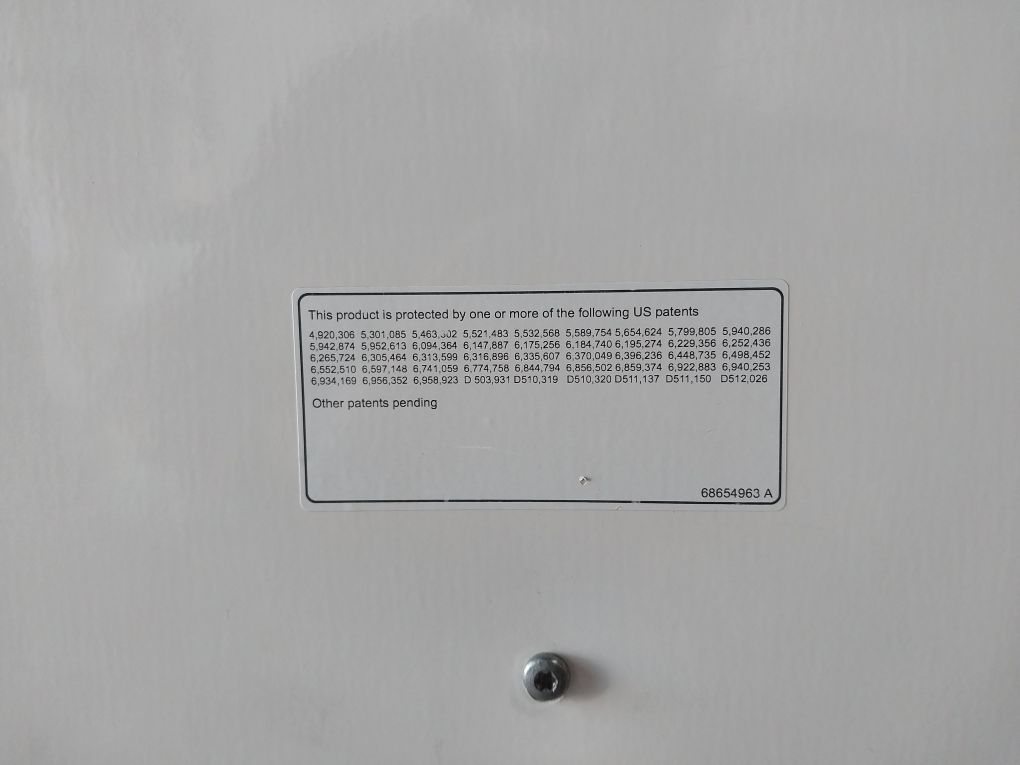 This product is protected by one or more of the following US patents
4,920,306 5,301,085 5,463,302 5,521,483 5,532,568 5,589,754 5,654,624 5,799,805 5,940,286
5,942,874 5,952,613 6,094,364 6,147,887 6,175,256 6,184,740 6,195,274 6,229,356 6,252,436
6,265,724 6,305,464 6,313,599 6,316,896 6,335,607 6,370,049 6,396,236 6,448,735 6,498,452
6,552,510 6,597,148 6,741,059 6,774,758 6,844,794 6,856,502 6,859,374 6,922,883 6,940,253
6,934,169 6,956,352 6,958,923 D 503,931 D510,319 D510,320 D511,137 D511,150 D512,026
Other patents pending
68654963 A